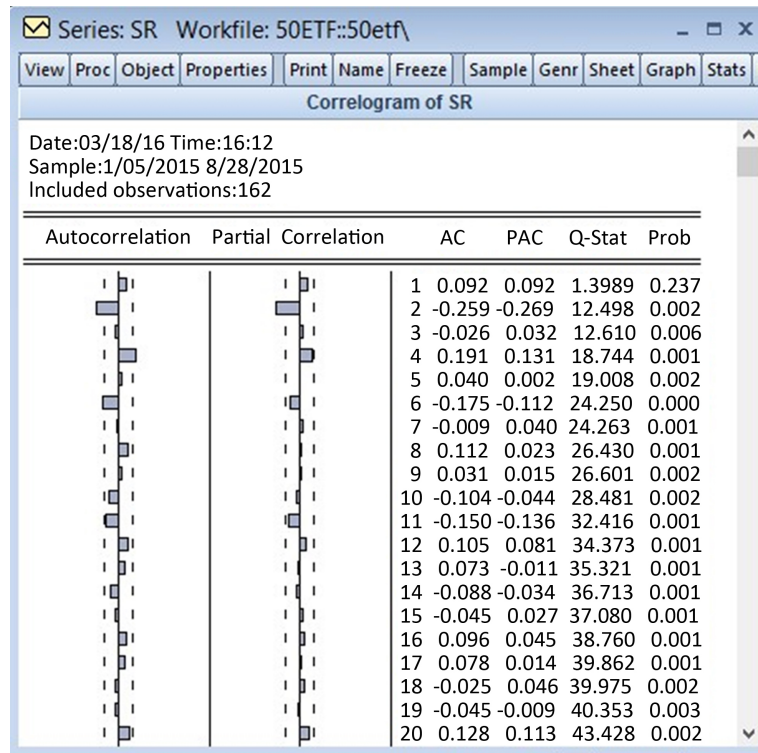 Series: SR Workfile: 50ETF::50etf\
View Proc Object Properties Print Name Freeze Sample Genr Sheet Graph Stats
Correlogram of SR
Date:03/18/16 Time:16:12
Sample:1/05/2015 8/28/2015
Included observations:162
Autocorrelation Partial Correlation AC PAC Q-Stat Prob
1 0.092 0.092 1.3989 0.237
2 -0.259 -0.269 12.498 0.002
3 -0.026 0.032 12.610 0.006
4 0.191 0.131 18.744 0.001
5 0.040 0.002 19.008 0.002
6 -0.175 -0.112 24.250 0.000
7 -0.009 0.040 24.263 0.001
8 0.112 0.023 26.430 0.001
9 0.031 0.015 26.601 0.002
10 -0.104 -0.044 28.481 0.002
11 -0.150 -0.136 32.416 0.001
12 0.105 0.081 34.373 0.001
13 0.073 -0.011 35.321 0.001
14 -0.088 -0.034 36.713 0.001
15 -0.045 0.027 37.080 0.001
16 0.096 0.045 38.760 0.001
17 0.078 0.014 39.862 0.001
18 -0.025 0.046 39.975 0.002
19 -0.045 -0.009 40.353 0.003
20 0.128 0.113 43.428 0.002